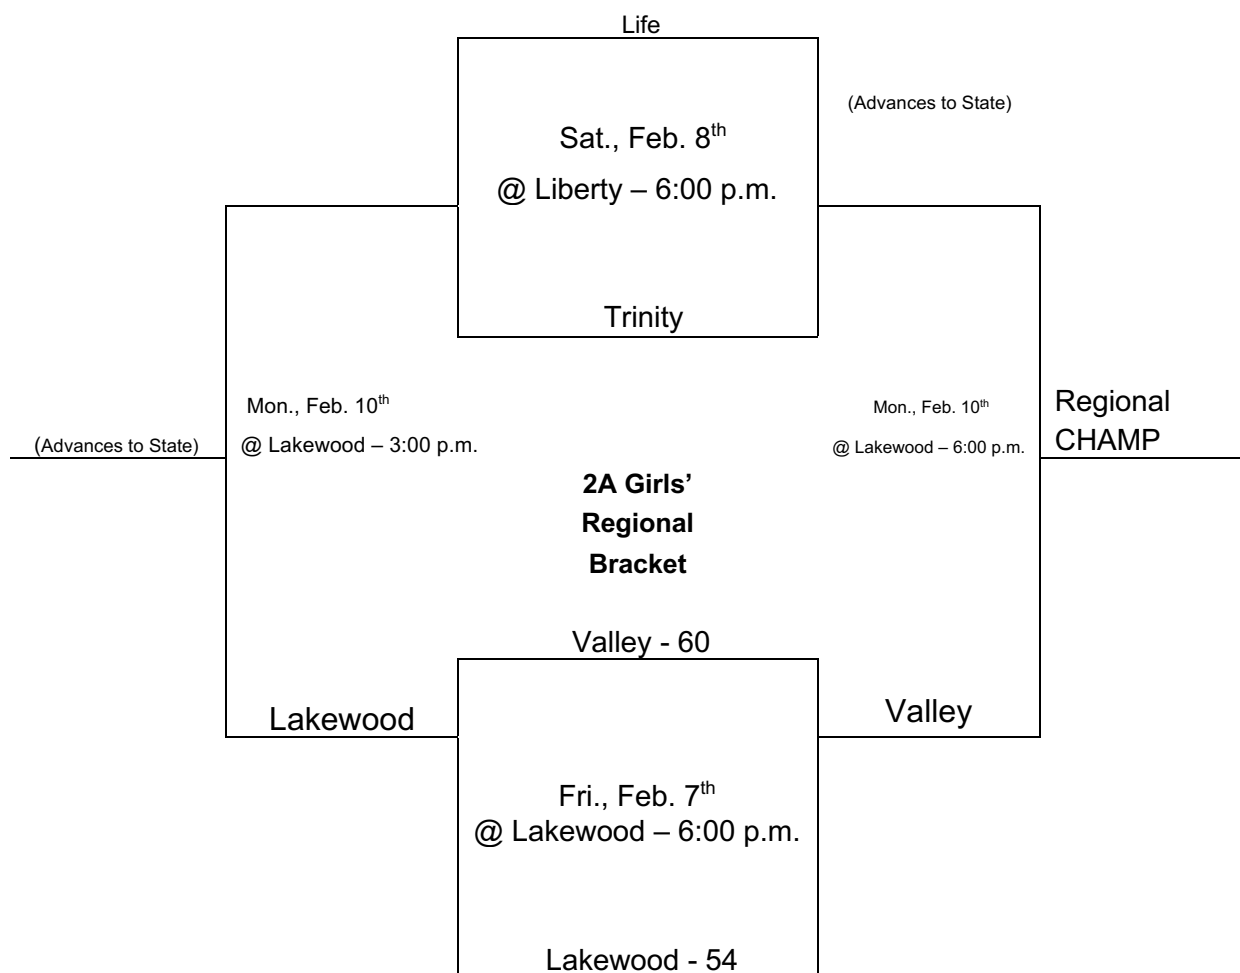 Life
(Advances to State)
Sat., Feb. 8th
@ Liberty – 6:00 p.m.
Trinity
Mon., Feb. 10th
@ Lakewood – 3:00 p.m.
(Advances to State)
Mon., Feb. 10th
@ Lakewood – 6:00 p.m.
Regional
CHAMP
2A Girls’
Regional
Bracket
Valley - 60
Lakewood
Valley
Fri., Feb. 7th
@ Lakewood – 6:00 p.m.
Lakewood - 54